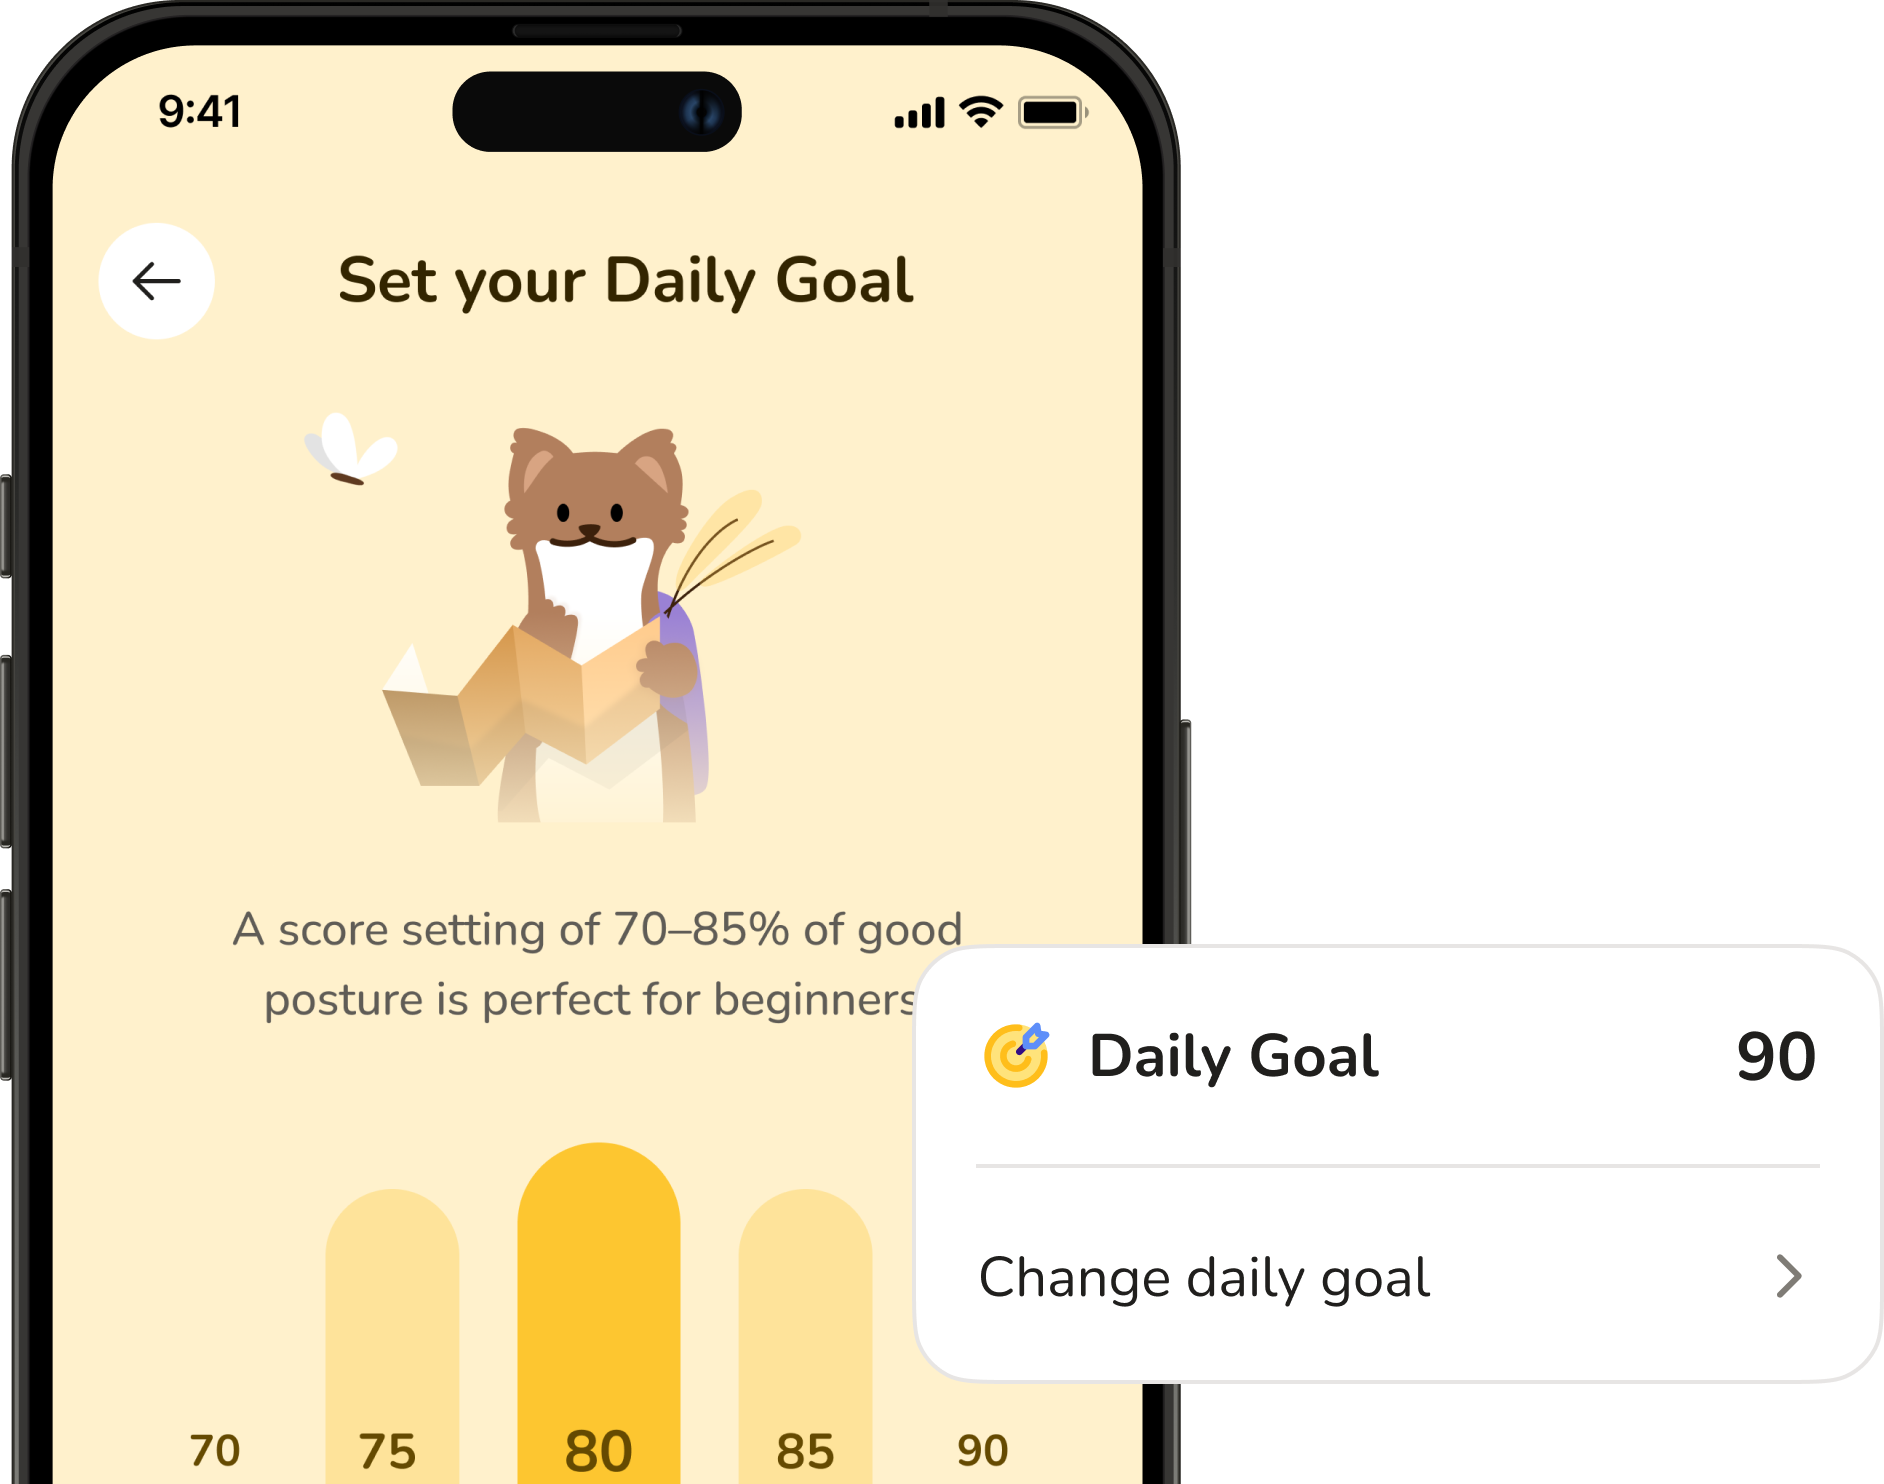 9:41
Set your Daily Goal
A score setting of 70–85% of good
posture is perfect for beginners
Daily Goal 90
Change daily goal
70 75 80 85 90